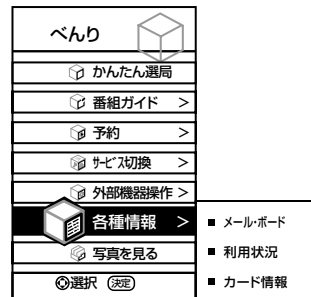 べんり
かんたん選局
番組ガイド >
予約 >
サービス切換 >
外部機器操作 >
各種情報 >
■ メール・ボード
写真を見る
■ 利用状況
選択 決定
■ カード情報